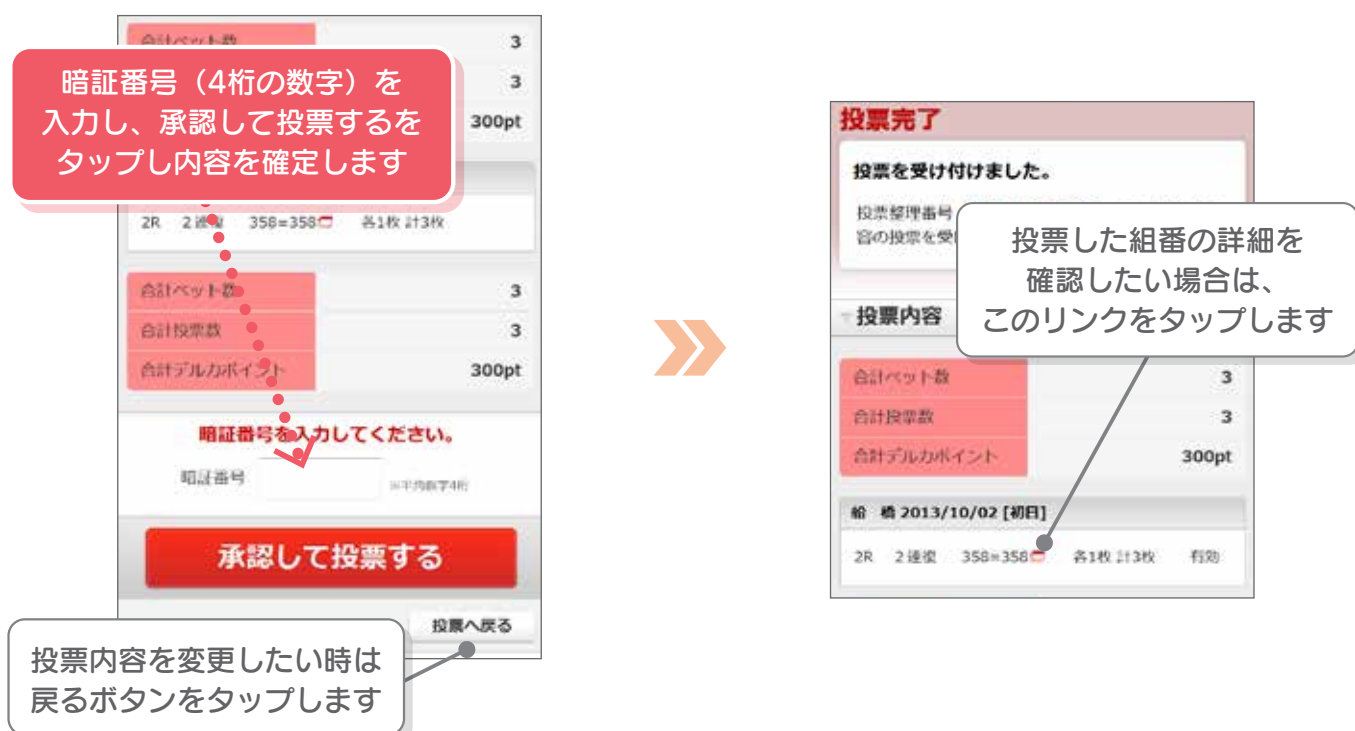 合計ベット数 3
暗証番号（4桁の数字）を
入力し、承認して投票するを
タップし内容を確定します
3
300pt
2R 2連複 358=358 各1枚 計3枚
合計ベット数 3
合計投票数 3
合計デルカポイント 300pt
暗証番号を入力してください。
暗証番号 ※半角数字4桁
承認して投票する
投票へ戻る
投票内容を変更したい時は
戻るボタンをタップします
投票完了
投票を受け付けました。
投票整理番号
容の投票を受
投票した組番の詳細を
確認したい場合は、
このリンクをタップします
投票内容
合計ベット数 3
合計投票数 3
合計デルカポイント 300pt
船 橋 2013/10/02 [初日]
2R 2連複 358=358 各1枚 計3枚 有効